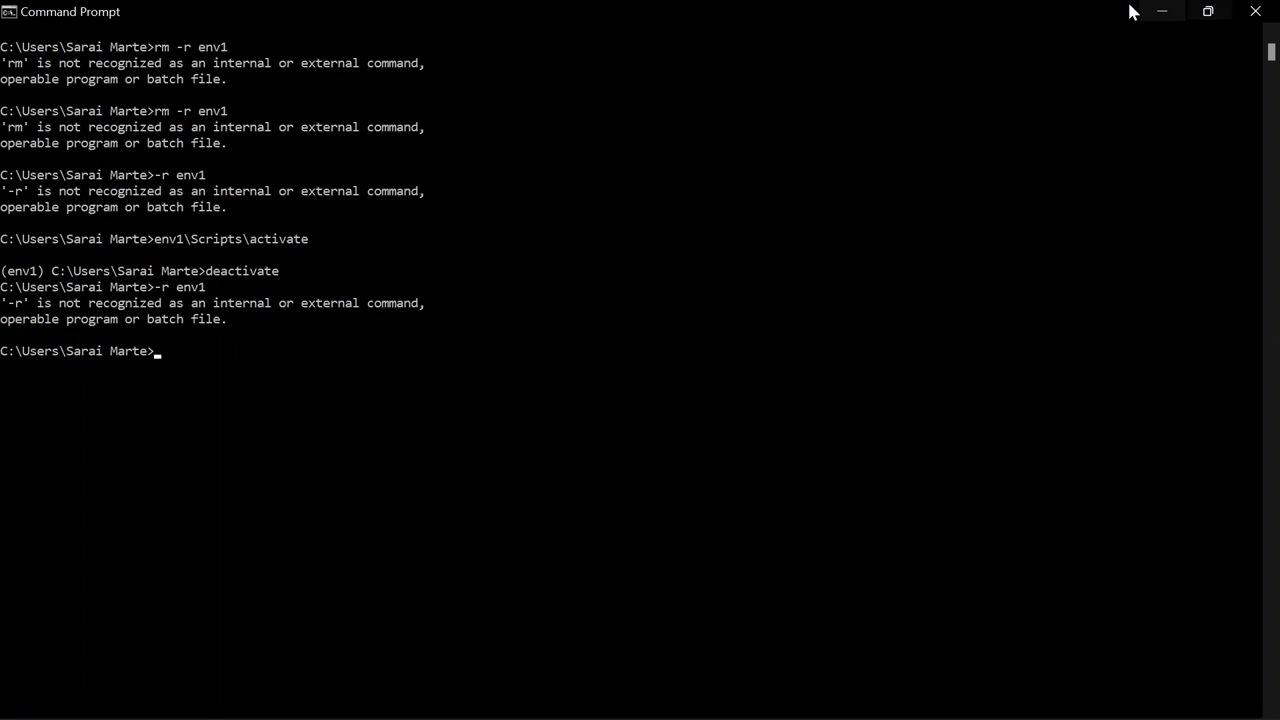 Command Prompt
C:\Users\Sarai Marte>rm -r env1
'rm' is not recognized as an internal or external command,
operable program or batch file.
C:\Users\Sarai Marte>rm -r env1
'rm' is not recognized as an internal or external command,
operable program or batch file.
C:\Users\Sarai Marte>-r env1
'-r' is not recognized as an internal or external command,
operable program or batch file.
C:\Users\Sarai Marte>env1\Scripts\activate
(env1) C:\Users\Sarai Marte>deactivate
C:\Users\Sarai Marte>-r env1
'-r' is not recognized as an internal or external command,
operable program or batch file.
C:\Users\Sarai Marte>